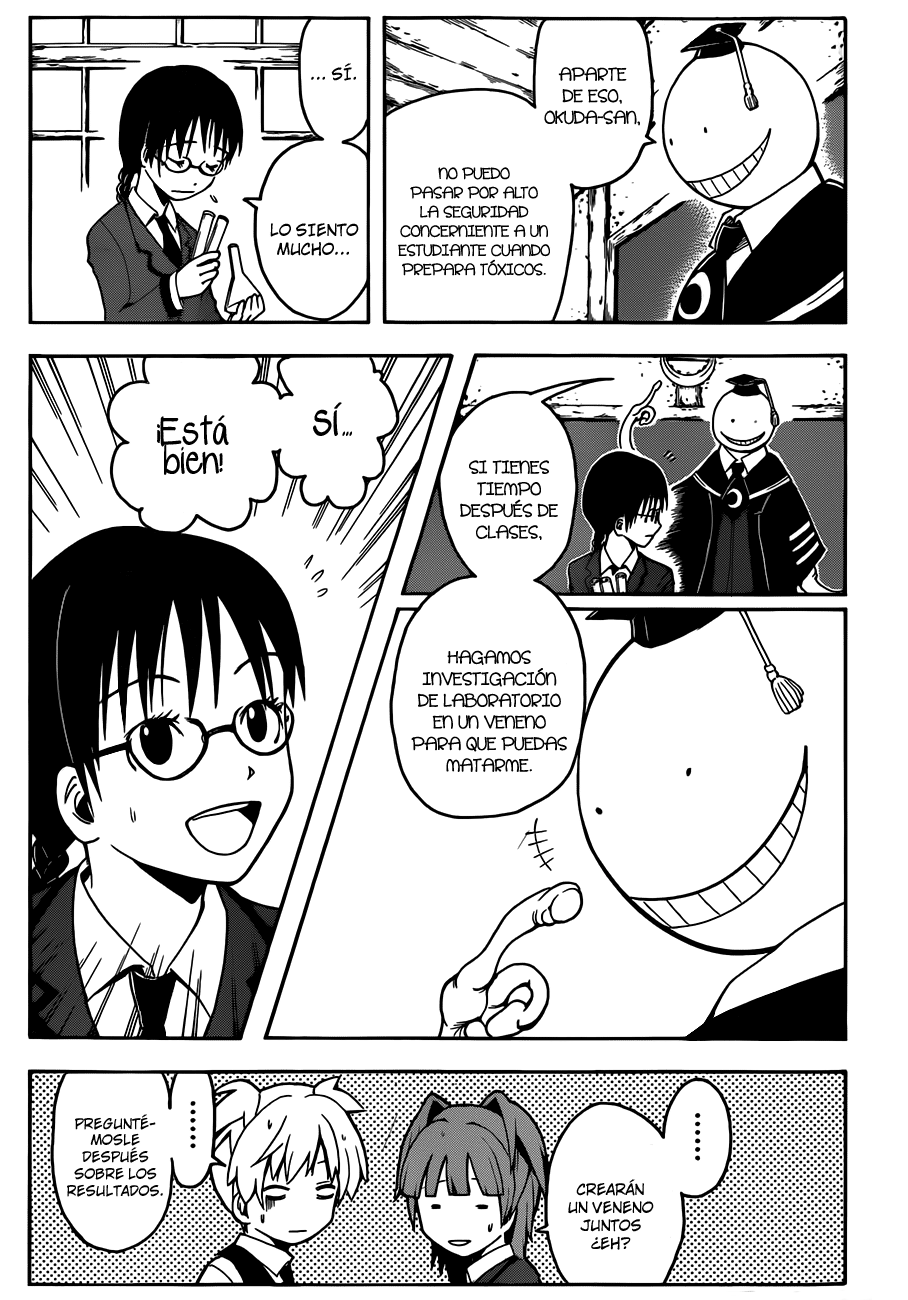 APARTE
DE ESO,
OKUDA-SAN,
NO PUEDO
PASAR POR ALTO
LA SEGURIDAD
CONCERNIENTE A UN
ESTUDIANTE CUANDO
PREPARA TÓXICOS.
... SÍ.
LO SIENTO
MUCHO...
SI TIENES
TIEMPO
DESPUÉS DE
CLASES,
HAGAMOS
INVESTIGACIÓN
DE LABORATORIO
EN UN VENENO
PARA QUE PUEDAS
MATARME.
SÍ...
¡Está
bien!
......
CREARÁN
UN VENENO
JUNTOS
¿EH?
......
PREGUNTÉ-
MOSLE
DESPUÉS
SOBRE LOS
RESULTADOS.